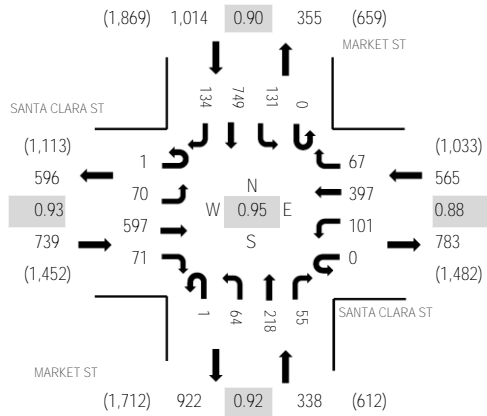 (1,869) 1,014 0.90 355 (659)
MARKET ST
SANTA CLARA ST
134 749 131 0
(1,113) (1,033)
596 1 67 565
70 N 397
0.93 W 0.95 E 0.88
597 S 101
739 71 0 783
(1,452) (1,482)
1 64 218 55
SANTA CLARA ST
MARKET ST
(1,712) 922 0.92 338 (612)